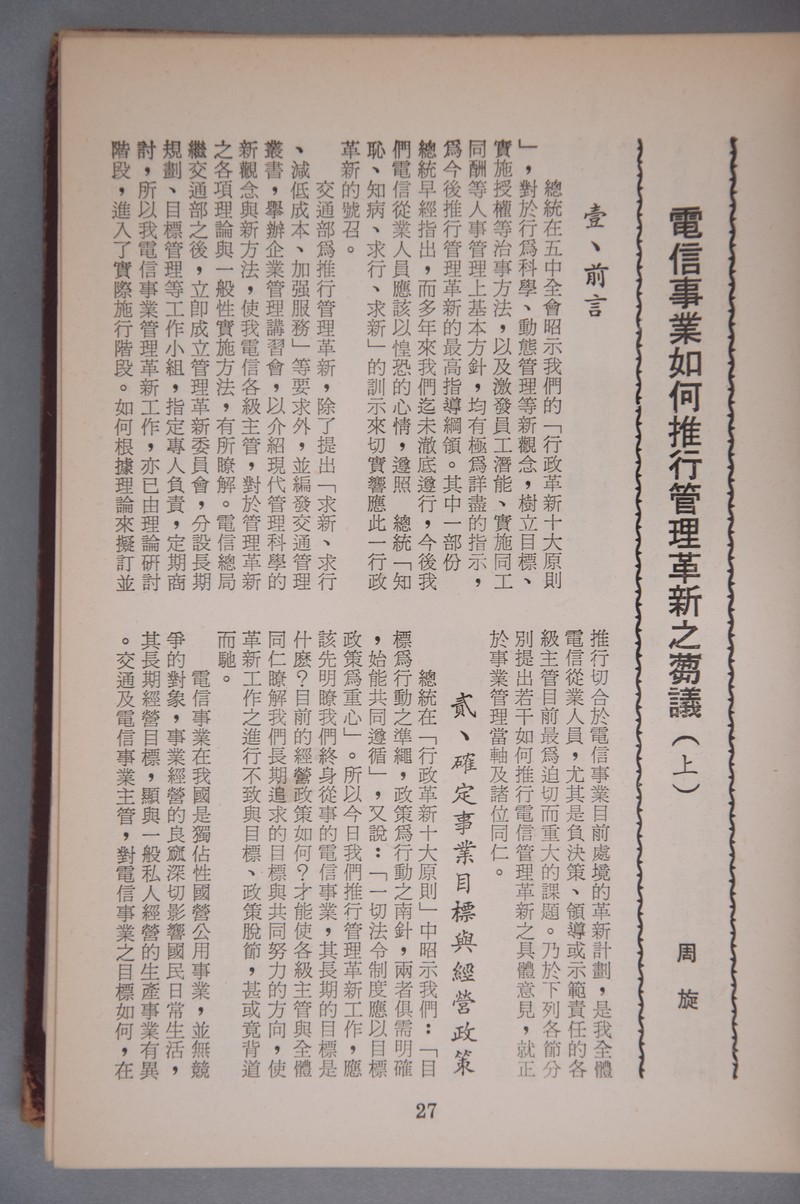 電信事業如何推行管理革新之蒭議(上)
周旋
壹、前言
總統在五中全會昭示我們的「行政革新十大原則
」，對於行爲科學、動態管理等新觀念，樹立目標、
實施授權等治事方法，以及激發員工潛能、實施同工
同酬等人事管理上基本方針，均有極爲詳盡的指示，
爲今後推行管理革新的最高指導綱領。其中一部份
總統早經指出，而多年來我們迄未澈底遵行，今後我
們電信從業人員應該以惶恐的心情，遵照　總統「知
恥、知病、求行、求新」的訓示來切實響應此一行政
革新的號召。
交通部爲推行管理革新，除了提出「求新、求行
、減低成本、加强服務」等要求外，並編發交通管理
叢書，舉辦企業管理講習會，以介紹現代管理科學的
新觀念與新方法，使我電信各級主管，對於管理革新
之各項理論與一般性實施方法，有所瞭解。電信總局
繼交通部之後，立卽成立管理革新委員會，分設長期
規劃、目標管理等工作小組，指定專人負責，定期商
討，所以我電信事業管理革新工作，亦已由理論研討
階段，進入了實際施行階段。如何根據理論來擬訂並
推行切合於電信事業目前處境的革新計劃，是我全體
電信從業人員，尤其是負決策、領導或示範責任的各
級主管目前最爲迫切而重大的課題。乃於下列各節分
別提出若干如何推行電信管理革新之具體意見，就正
於事業管理當軸及諸位同仁。
貳、確定事業目標與經營政策
總統在「行政革新十大原則」中昭示我們：「目
標爲行動之準繩，政策爲行動之南針，兩者俱需明確
，始能共同遵循」，又說：「一切法令制度應以目標
政策爲重心」。所以今日我們推行管理革新工作，應
該先明瞭我們終身從事的電信事業，其長期的目標是
什麼？目前的經營政策如何？才能使各級主管與全體
同仁瞭解我們長期追求的目標與共同努力的方向，使
革新工作之進行不致與目標、政策脫節，甚或竟背道
而馳。
電信事業在我國是獨佔性國營公用事業，並無競
爭的對象，事業經營的良窳深切影響國民日常生活，
其長期經營目標，顯與一般私人經營的生產事業有異
。交通及電信事業主管，對電信事業之目標如何，在
27